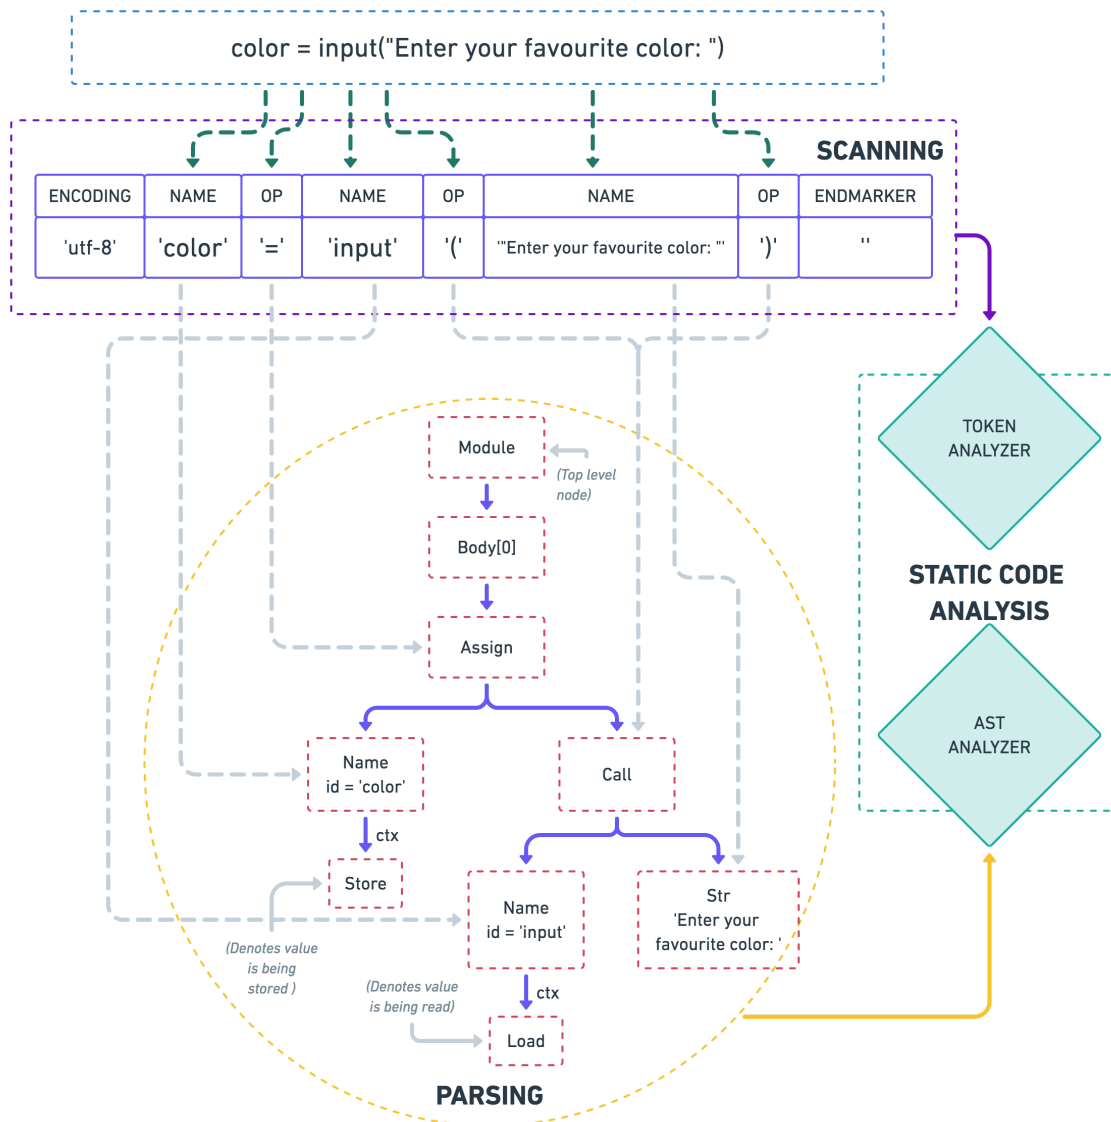 color = input("Enter your favourite color: ")
SCANNING
ENCODING NAME OP NAME OP NAME OP ENDMARKER
'utf-8' 'color' '=' 'input' '(' '"Enter your favourite color: "' ')' ''
TOKEN
ANALYZER
STATIC CODE
ANALYSIS
AST
ANALYZER
Module
(Top level
node)
Body[0]
Assign
Name
id = 'color'
Call
ctx
Store
Name
id = 'input'
Str
'Enter your
favourite color: '
(Denotes value
is being
stored )
(Denotes value
is being read)
ctx
Load
PARSING